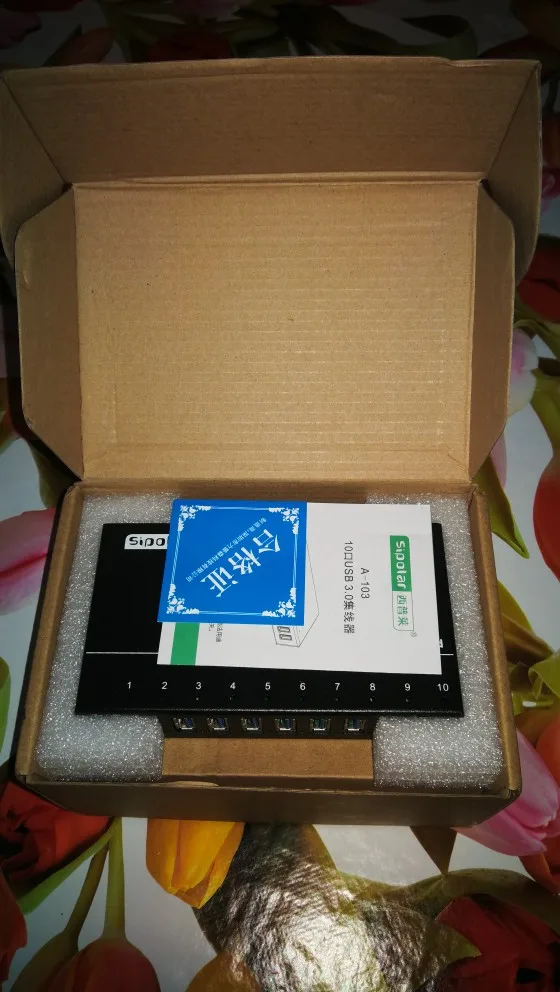 Sipo
合格证
Sipolar 西普莱
A-103
10口USB 3.0集线器
1 2 3 4 5 6 7 8 9 10